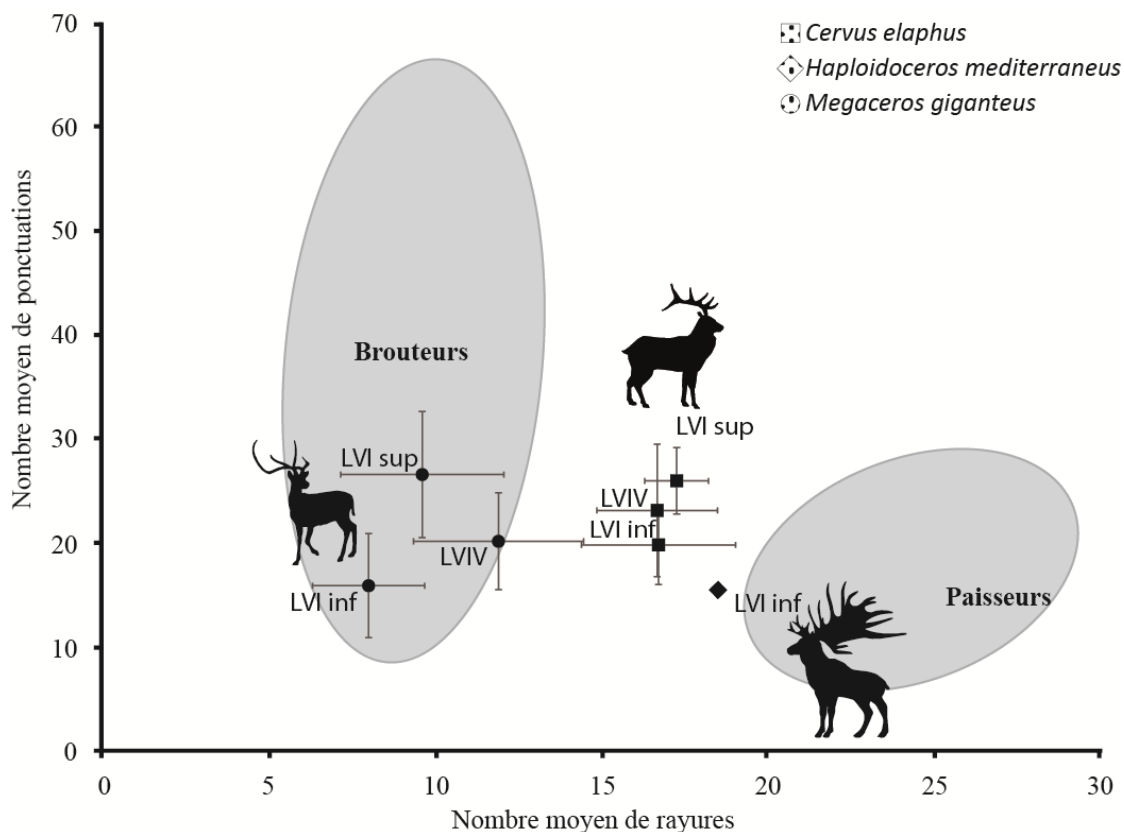 70
60
50
40
30
20
10
0
Nombre moyen de ponctuations
Cervus elaphus
Haploidoceros mediterraneus
Megaceros giganteus
Brouteurs
LVI sup
LVI sup
LVIV
LVIV
LVI inf
LVI inf
LVI inf
Paisseurs
0 5 10 15 20 25 30
Nombre moyen de rayures